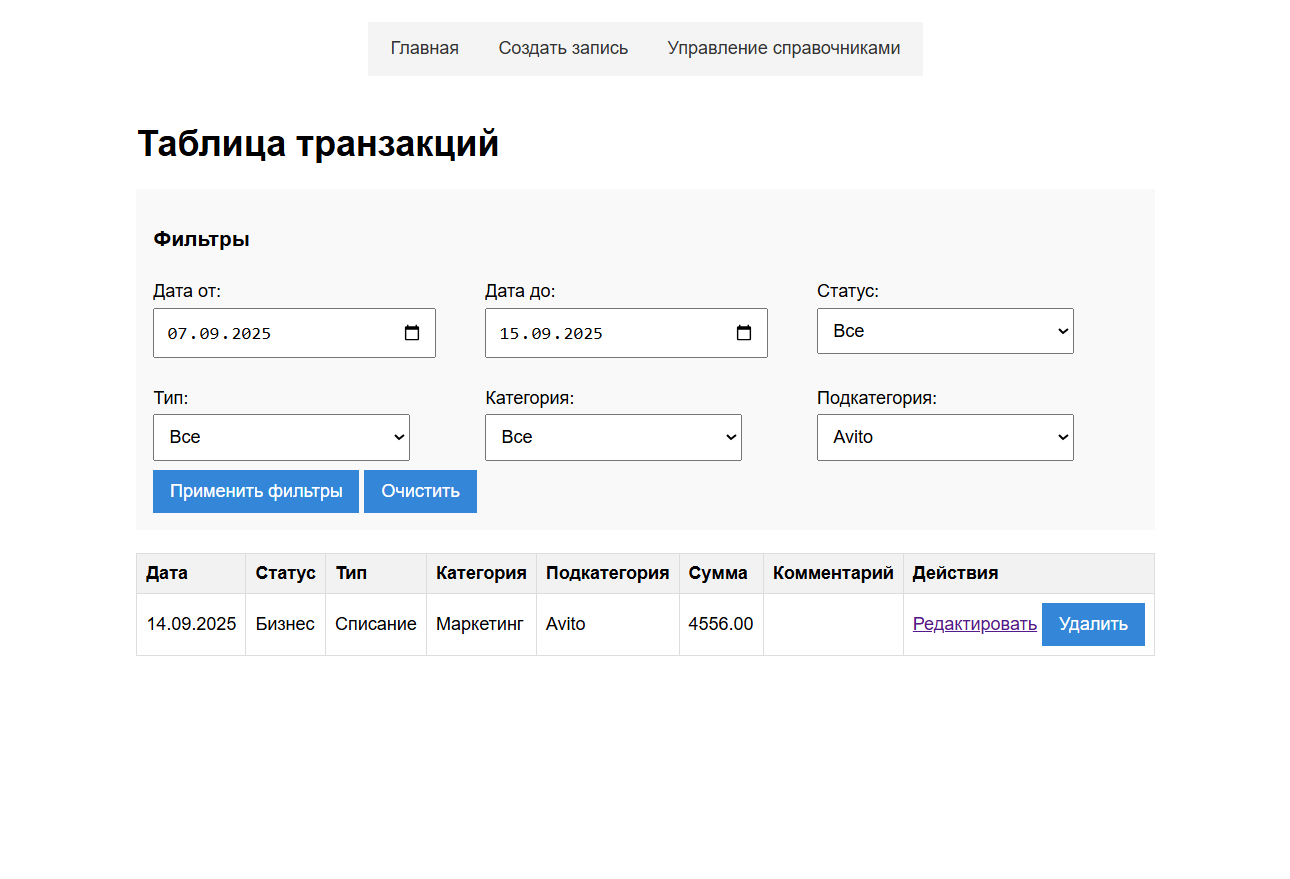 Главная Создать запись Управление справочниками
Таблица транзакций
Фильтры
Дата от: Дата до: Статус:
07.09.2025 15.09.2025 Все
Тип: Категория: Подкатегория:
Все Все Avito
Применить фильтры Очистить
Дата Статус Тип Категория Подкатегория Сумма Комментарий Действия
14.09.2025 Бизнес Списание Маркетинг Avito 4556.00 Редактировать Удалить